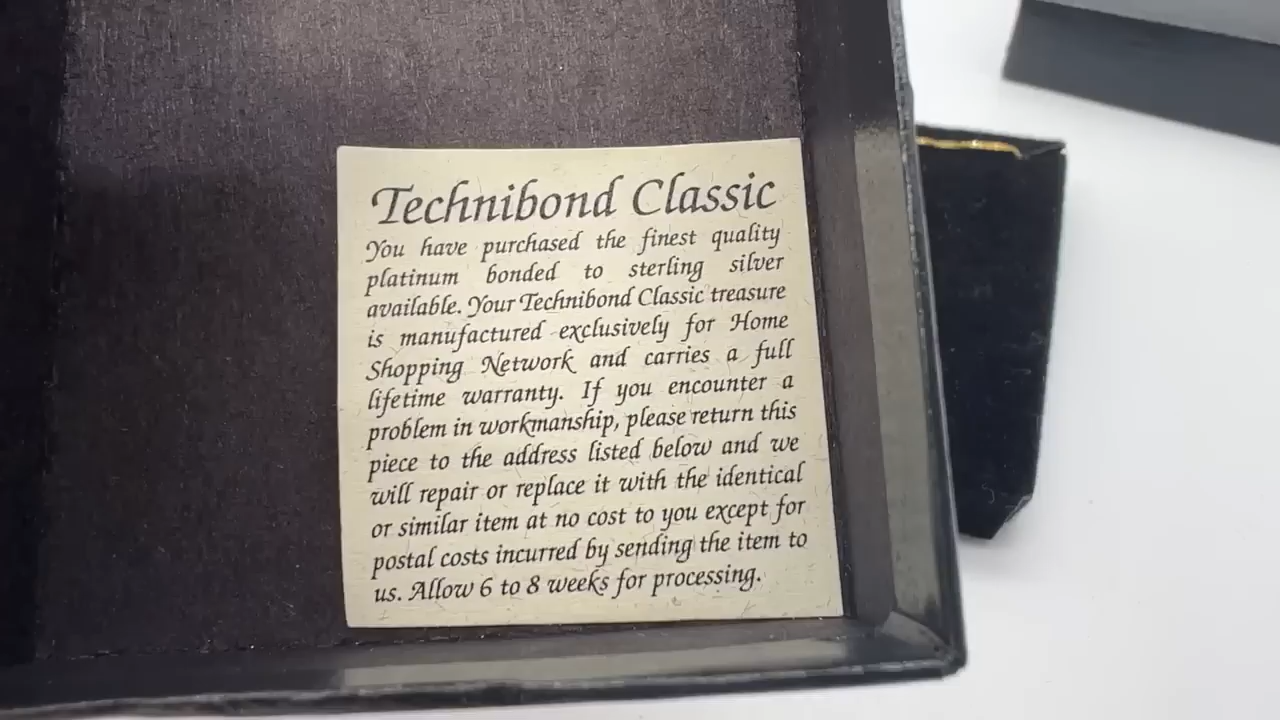 Technibond Classic
You have purchased the finest quality
platinum bonded to sterling silver
available. Your Technibond Classic treasure
is manufactured exclusively for Home
Shopping Network and carries a full
lifetime warranty. If you encounter a
problem in workmanship, please return this
piece to the address listed below and we
will repair or replace it with the identical
or similar item at no cost to you except for
postal costs incurred by sending the item to
us. Allow 6 to 8 weeks for processing.